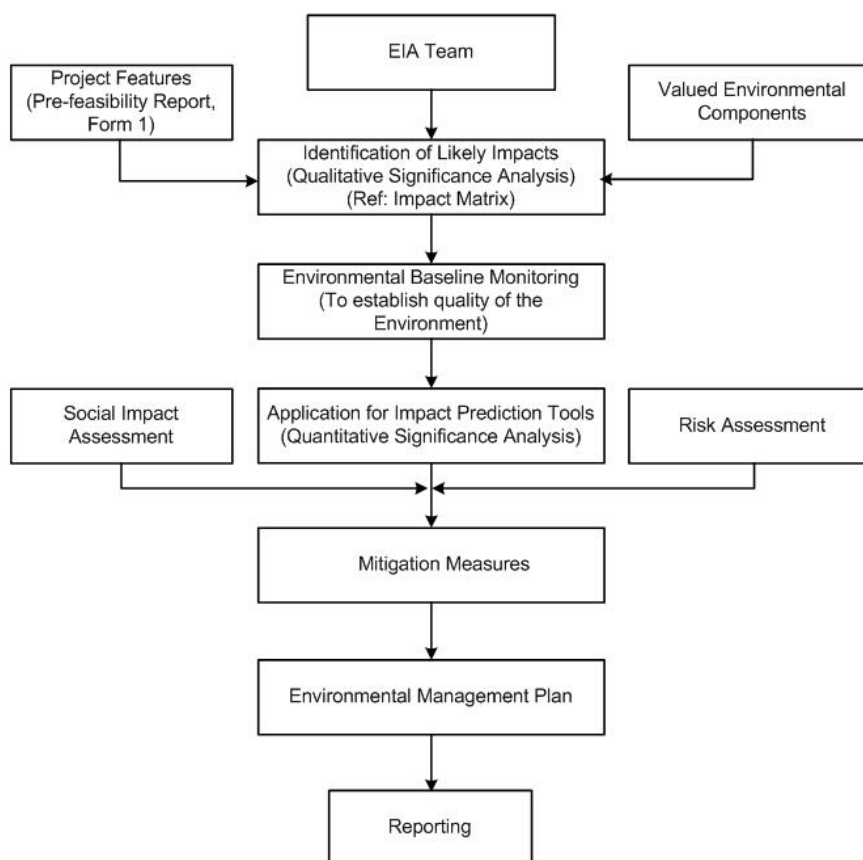 EIA Team
Project Features
(Pre-feasibility Report,
Form 1)
Valued Environmental
Components
Identification of Likely Impacts
(Qualitative Significance Analysis)
(Ref: Impact Matrix)
Environmental Baseline Monitoring
(To establish quality of the
Environment)
Social Impact
Assessment
Application for Impact Prediction Tools
(Quantitative Significance Analysis)
Risk Assessment
Mitigation Measures
Environmental Management Plan
Reporting